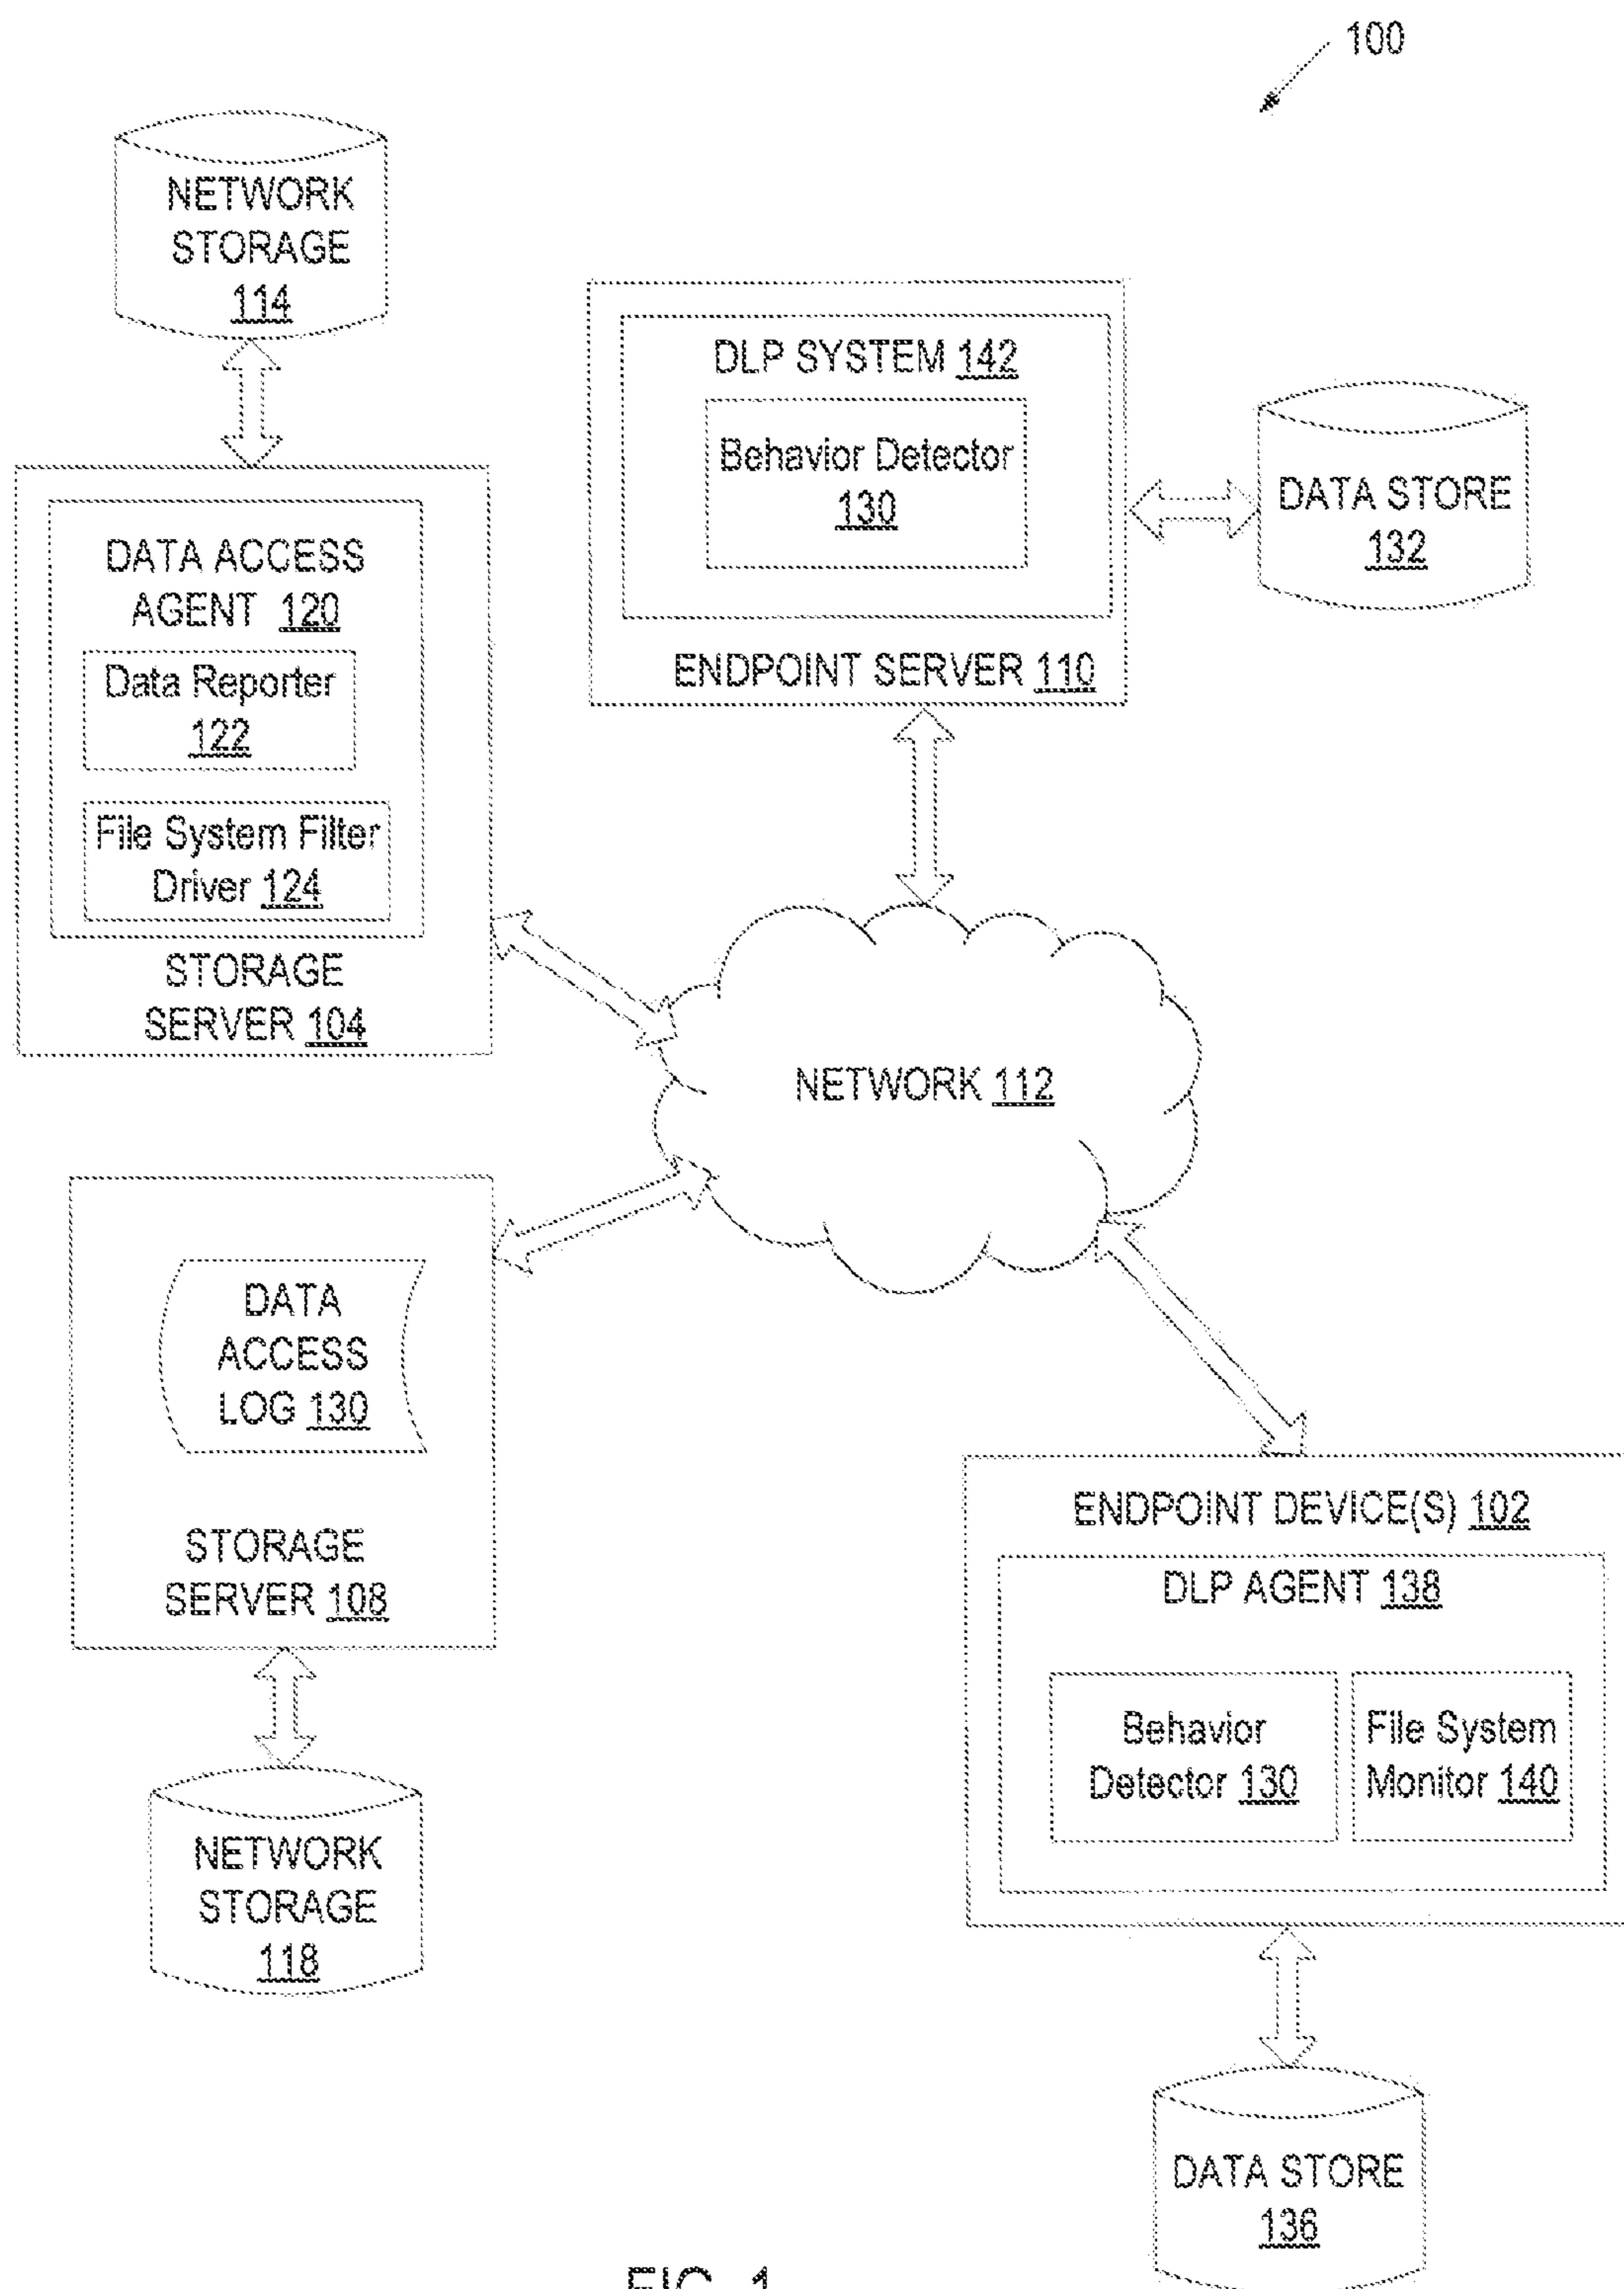 100
NETWORK
STORAGE
114
DLP SYSTEM 142
Behavior Detector
130
ENDPOINT SERVER 110
DATA STORE
132
DATA ACCESS
AGENT 120
Data Reporter
122
File System Filter
Driver 124
STORAGE
SERVER 104
NETWORK 112
DATA
ACCESS
LOG 130
STORAGE
SERVER 108
NETWORK
STORAGE
118
ENDPOINT DEVICE(S) 102
DLP AGENT 138
Behavior
Detector 130
File System
Monitor 140
DATA STORE
136
FIG. 1